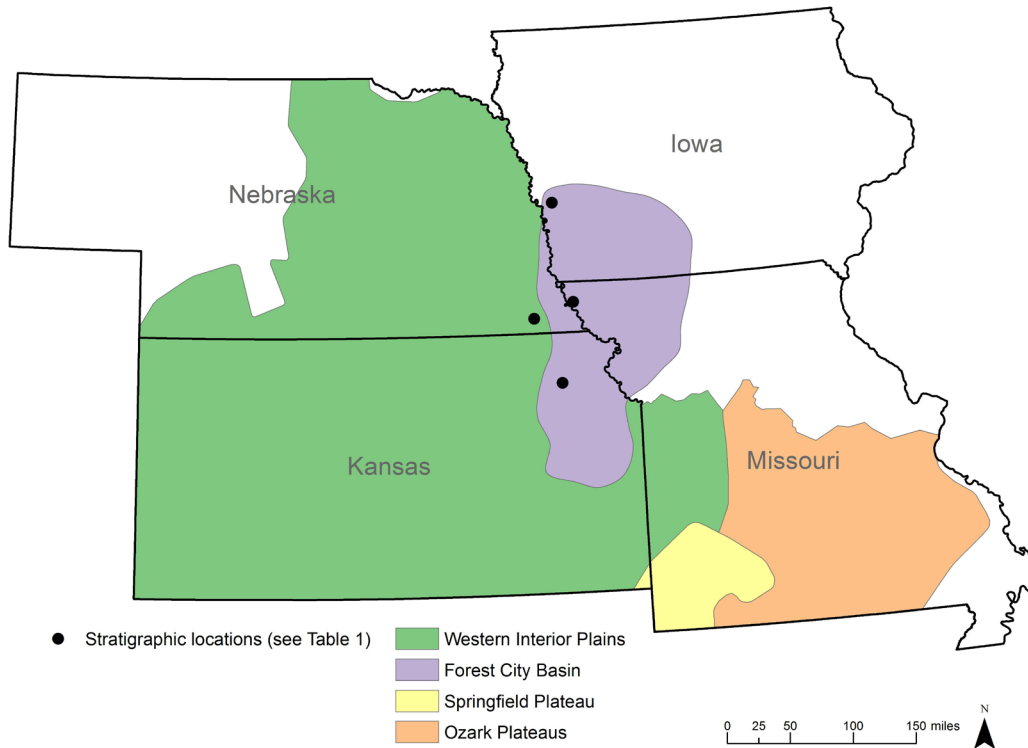 Iowa
Nebraska
Kansas
Missouri
Stratigraphic locations (see Table 1)
Western Interior Plains
Forest City Basin
Springfield Plateau
Ozark Plateaus
0 25 50 100 150 miles
N